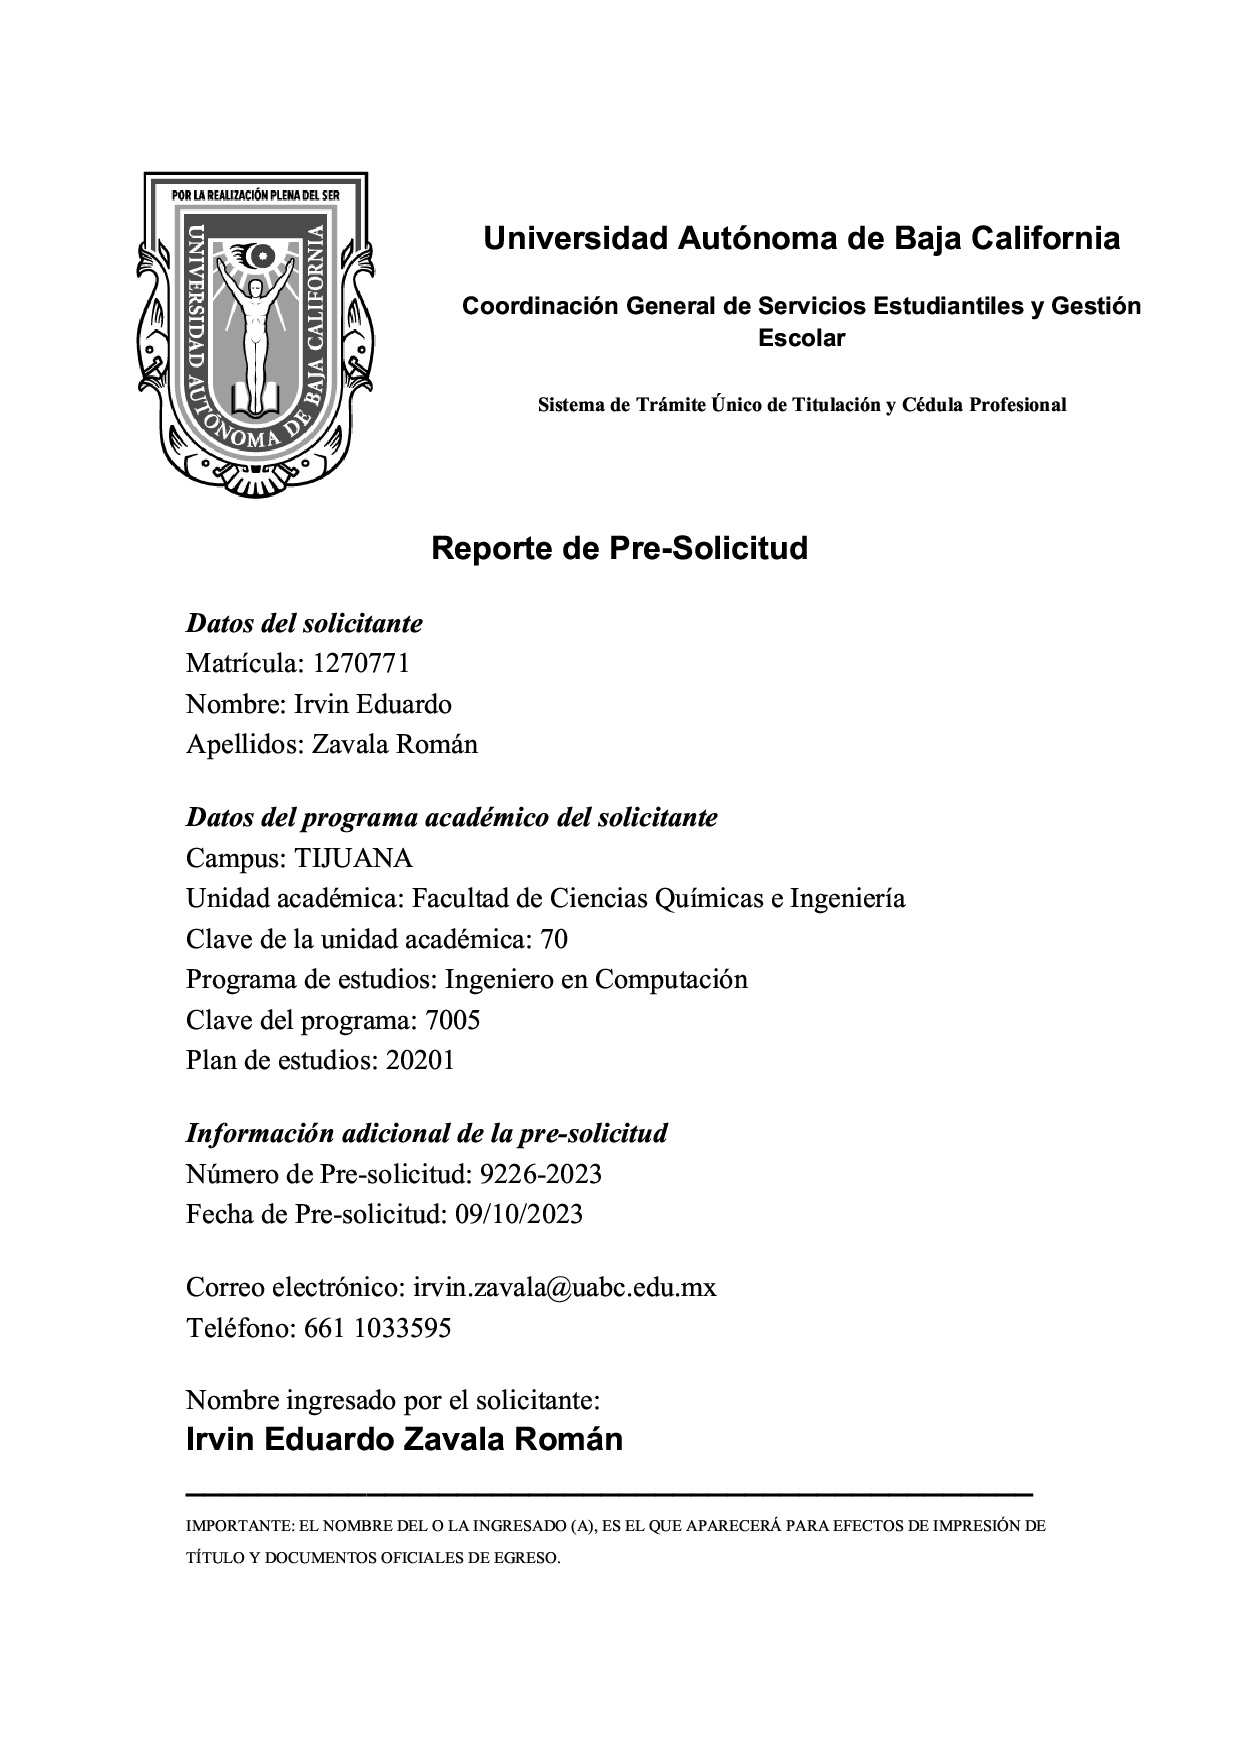 POR LA REALIZACIÓN PLENA DEL SER
UNIVERSIDAD AUTÓNOMA DE BAJA CALIFORNIA
Universidad Autónoma de Baja California
Coordinación General de Servicios Estudiantiles y Gestión
Escolar
Sistema de Trámite Único de Titulación y Cédula Profesional
Reporte de Pre-Solicitud
Datos del solicitante
Matrícula: 1270771
Nombre: Irvin Eduardo
Apellidos: Zavala Román
Datos del programa académico del solicitante
Campus: TIJUANA
Unidad académica: Facultad de Ciencias Químicas e Ingeniería
Clave de la unidad académica: 70
Programa de estudios: Ingeniero en Computación
Clave del programa: 7005
Plan de estudios: 20201
Información adicional de la pre-solicitud
Número de Pre-solicitud: 9226-2023
Fecha de Pre-solicitud: 09/10/2023
Correo electrónico: irvin.zavala@uabc.edu.mx
Teléfono: 661 1033595
Nombre ingresado por el solicitante:
Irvin Eduardo Zavala Román
IMPORTANTE: EL NOMBRE DEL O LA INGRESADO (A), ES EL QUE APARECERÁ PARA EFECTOS DE IMPRESIÓN DE
TÍTULO Y DOCUMENTOS OFICIALES DE EGRESO.